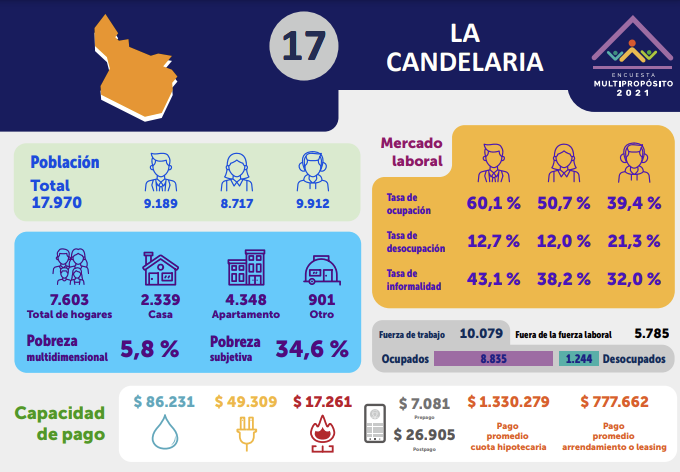 17
LA
CANDELARIA
ENCUESTA
MULTIPROPÓSITO
2021
Población
Total
17.970
9.189
8.717
9.912
Mercado
laboral
Tasa de
ocupación
60,1 %
50,7 %
39,4 %
Tasa de
desocupación
12,7 %
12,0 %
21,3 %
Tasa de
informalidad
43,1 %
38,2 %
32,0 %
7.603
Total de hogares
2.339
Casa
4.348
Apartamento
901
Otro
Pobreza
multidimensional
5,8 %
Pobreza
subjetiva
34,6 %
Fuerza de trabajo 10.079
Fuera de la fuerza laboral 5.785
Ocupados 8.835 1.244 Desocupados
Capacidad
de pago
$ 86.231
$ 49.309
$ 17.261
$ 7.081
Prepago
$ 26.905
Postpago
$ 1.330.279
Pago
promedio
cuota hipotecaria
$ 777.662
Pago
promedio
arrendamiento o leasing